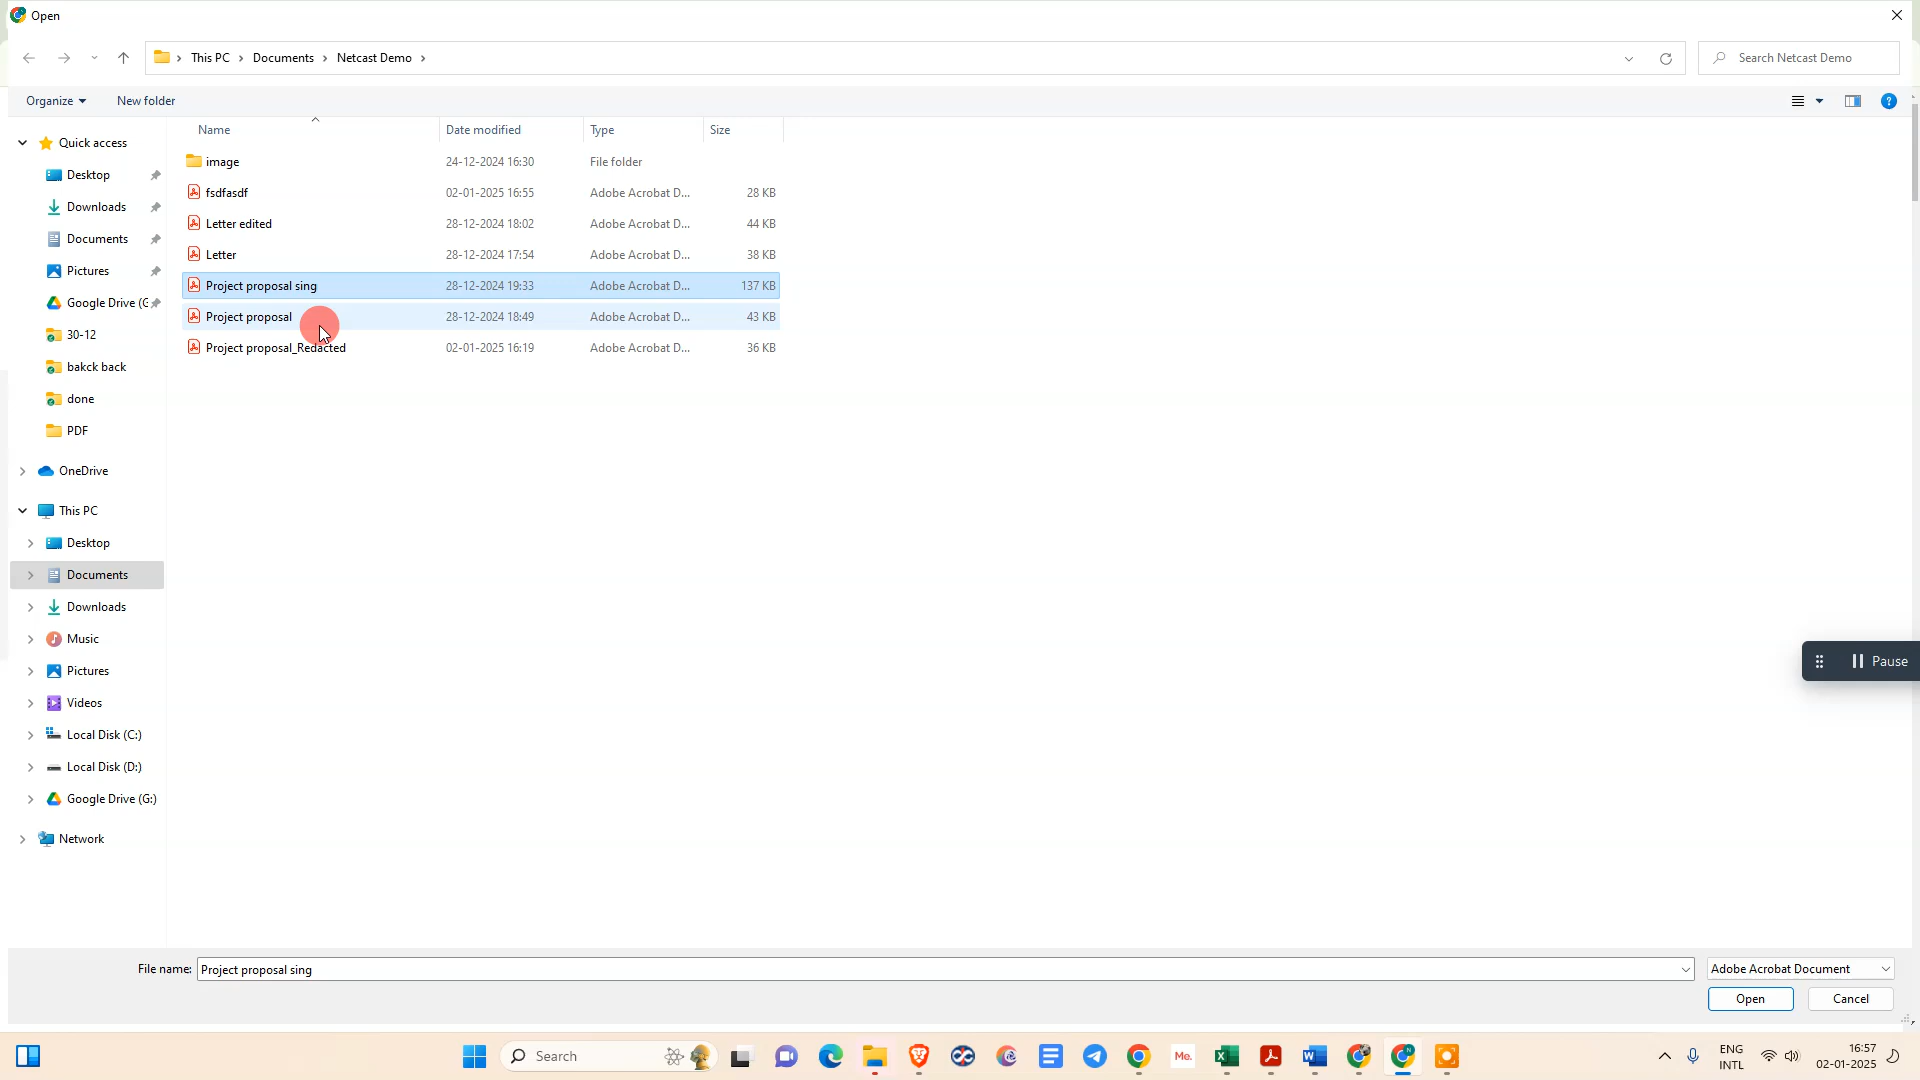 Open
This PC > Documents > Netcast Demo >
Search Netcast Demo
Organize
New folder
Name Date modified Type Size
image 24-12-2024 16:30 File folder
fsdfasdf 02-01-2025 16:55 Adobe Acrobat D... 28 KB
Letter edited 28-12-2024 18:02 Adobe Acrobat D... 44 KB
Letter 28-12-2024 17:54 Adobe Acrobat D... 38 KB
Project proposal sing 28-12-2024 19:33 Adobe Acrobat D... 137 KB
Project proposal 28-12-2024 18:49 Adobe Acrobat D... 43 KB
Project proposal_Redacted 02-01-2025 16:19 Adobe Acrobat D... 36 KB
Quick access
Desktop
Downloads
Documents
Pictures
Google Drive (G
30-12
bakck back
done
PDF
OneDrive
This PC
Desktop
Documents
Downloads
Music
Pictures
Videos
Local Disk (C:)
Local Disk (D:)
Google Drive (G:)
Network
Pause
File name: Project proposal sing
Adobe Acrobat Document
Open
Cancel
Search
Me.
ENG
INTL
16:57
02-01-2025